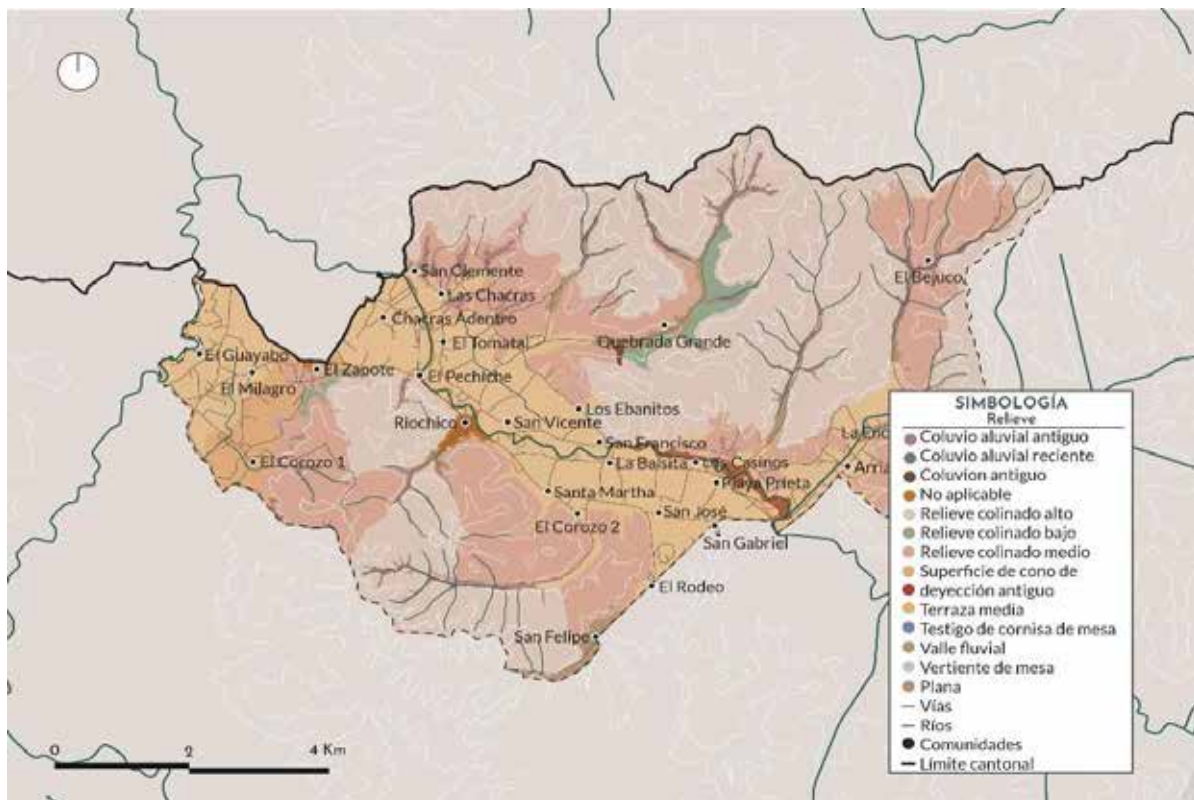 San Clemente
Las Chacras
Chacras Adentro
El Tomatal
El Bejuco
Quebrada Grande
El Guayabo
El Zapote
El Milagro
El Pechiche
Los Ebanitos
Riochico
San Vicente
San Francisco
El Corozo 1
La Balsita
Los Casinos
Playa Prieta
Santa Martha
El Corozo 2
San José
San Gabriel
El Rodeo
San Felipe
SIMBOLOGÍA
Relieve
Coluvio aluvial antiguo
Coluvio aluvial reciente
Coluvion antiguo
No aplicable
Relieve colinado alto
Relieve colinado bajo
Relieve colinado medio
Superficie de cono de
deyección antiguo
Terraza media
Testigo de cornisa de mesa
Valle fluvial
Vertiente de mesa
Plana
Vías
Ríos
Comunidades
Límite cantonal
0 2 4 Km